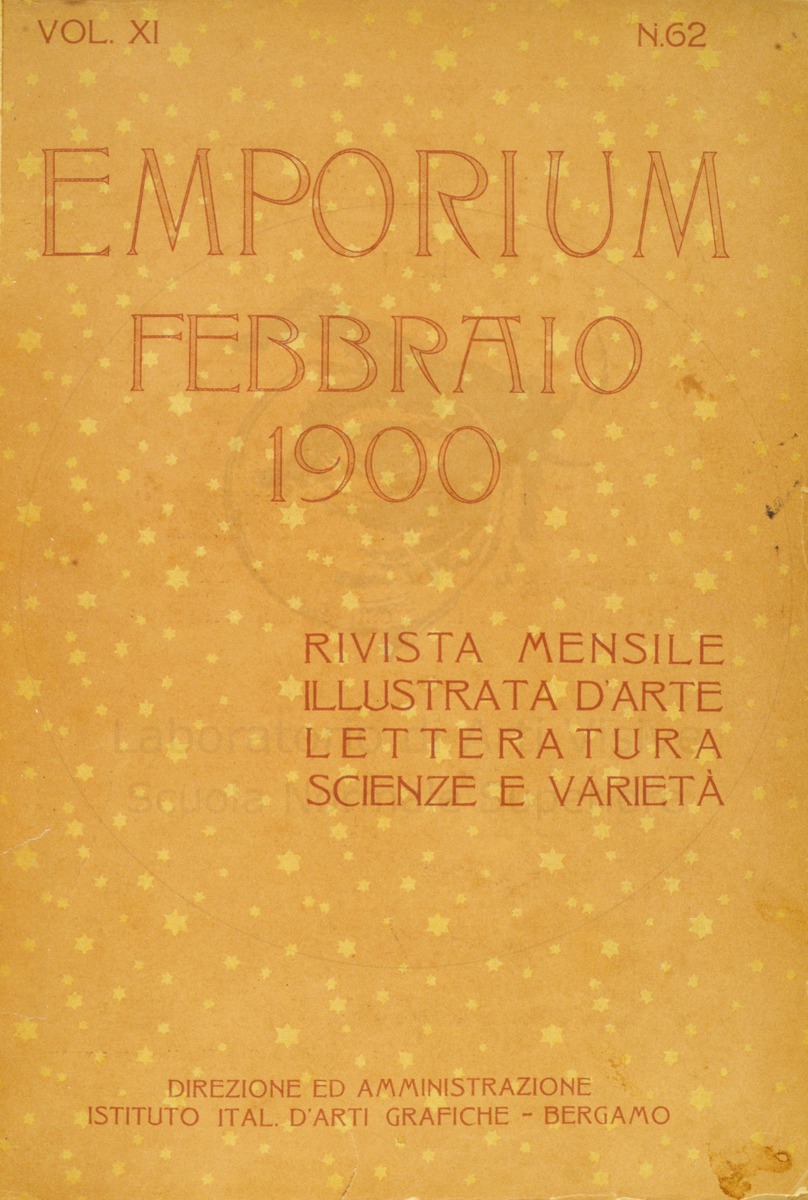 VOL. XI
N.62
EMPORIUM
FEBBRAIO
1900
RIVISTA MENSILE
ILLUSTRATA D'ARTE
LETTERATURA
SCIENZE E VARIETÀ
DIREZIONE ED AMMINISTRAZIONE
ISTITUTO ITAL. D'ARTI GRAFICHE - BERGAMO